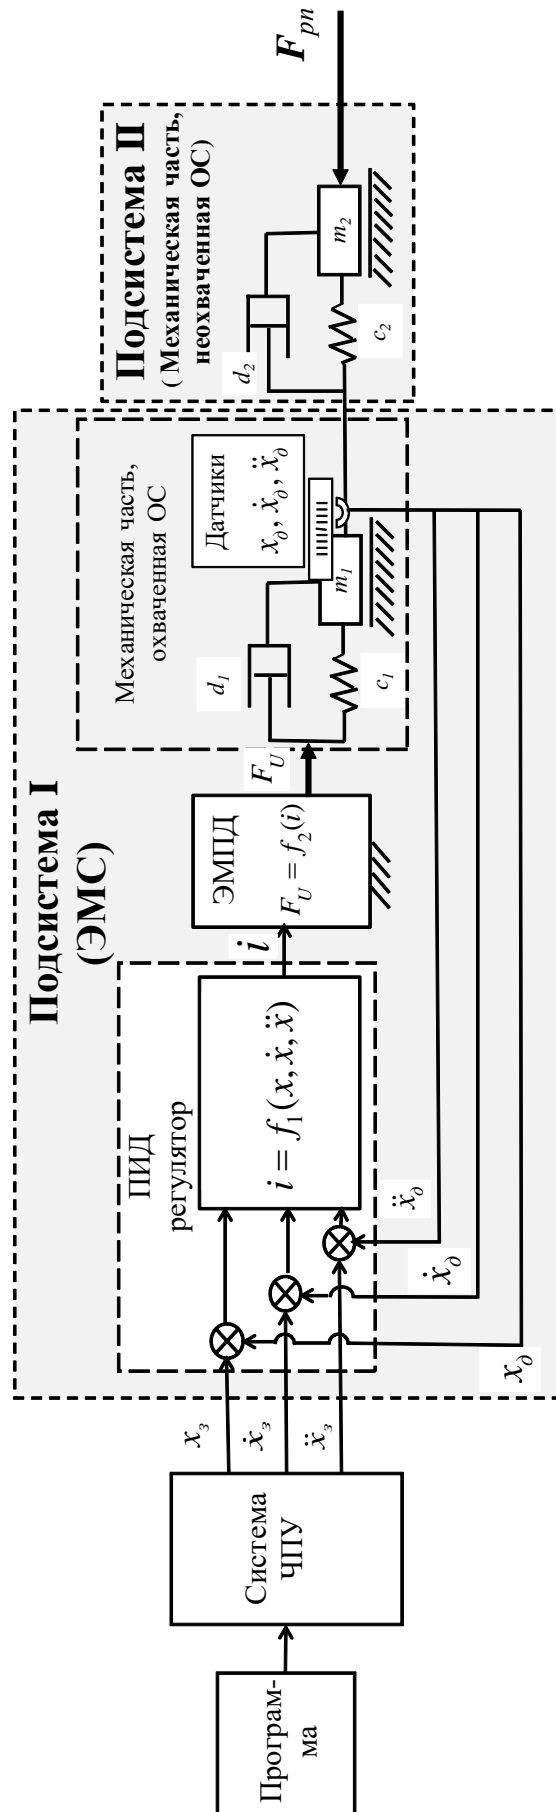 Програм-
ма
Система
ЧПУ
x_з
ẋ_з
ẍ_з
Подсистема I
(ЭМС)
ПИД
регулятор
i = f_1(x, ẋ, ẍ)
ẍ_д
ẋ_д
x_д
i
ЭМПД
F_U = f_2(i)
F_U
Механическая часть,
охваченная ОС
d_1
c_1
m_1
Датчики
x_д, ẋ_д, ẍ_д
Подсистема II
(Механическая часть,
неохваченная ОС)
d_2
c_2
m_2
F_рп